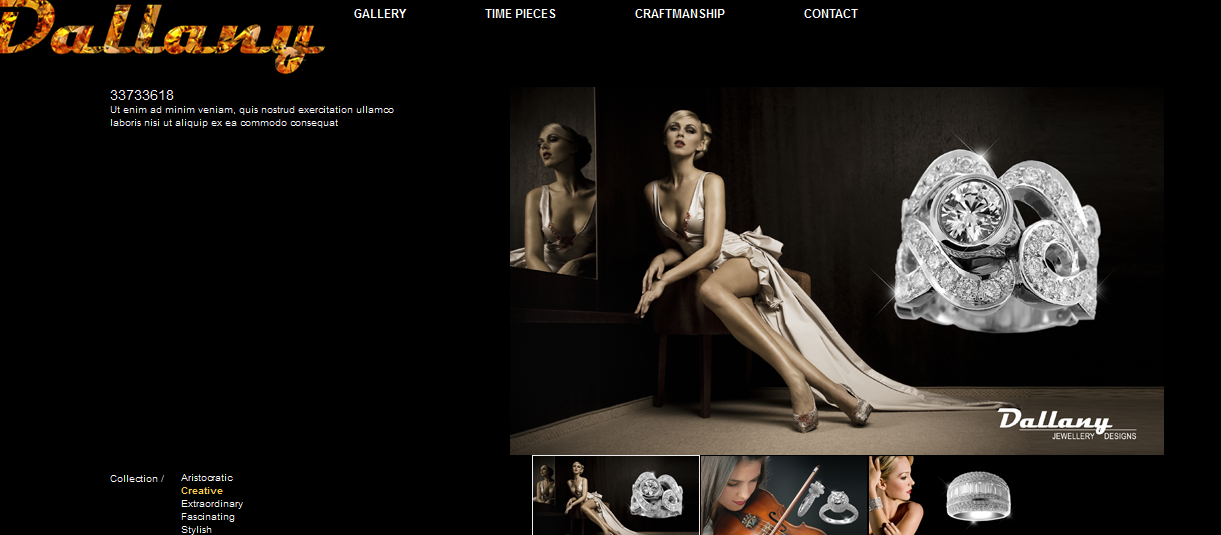 Dallany
GALLERY TIME PIECES CRAFTMANSHIP CONTACT
33733618
Ut enim ad minim veniam, quis nostrud exercitation ullamco
laboris nisi ut aliquip ex ea commodo consequat
Dallany
JEWELLERY DESIGNS
Collection / Aristocratic
Creative
Extraordinary
Fascinating
Stylish